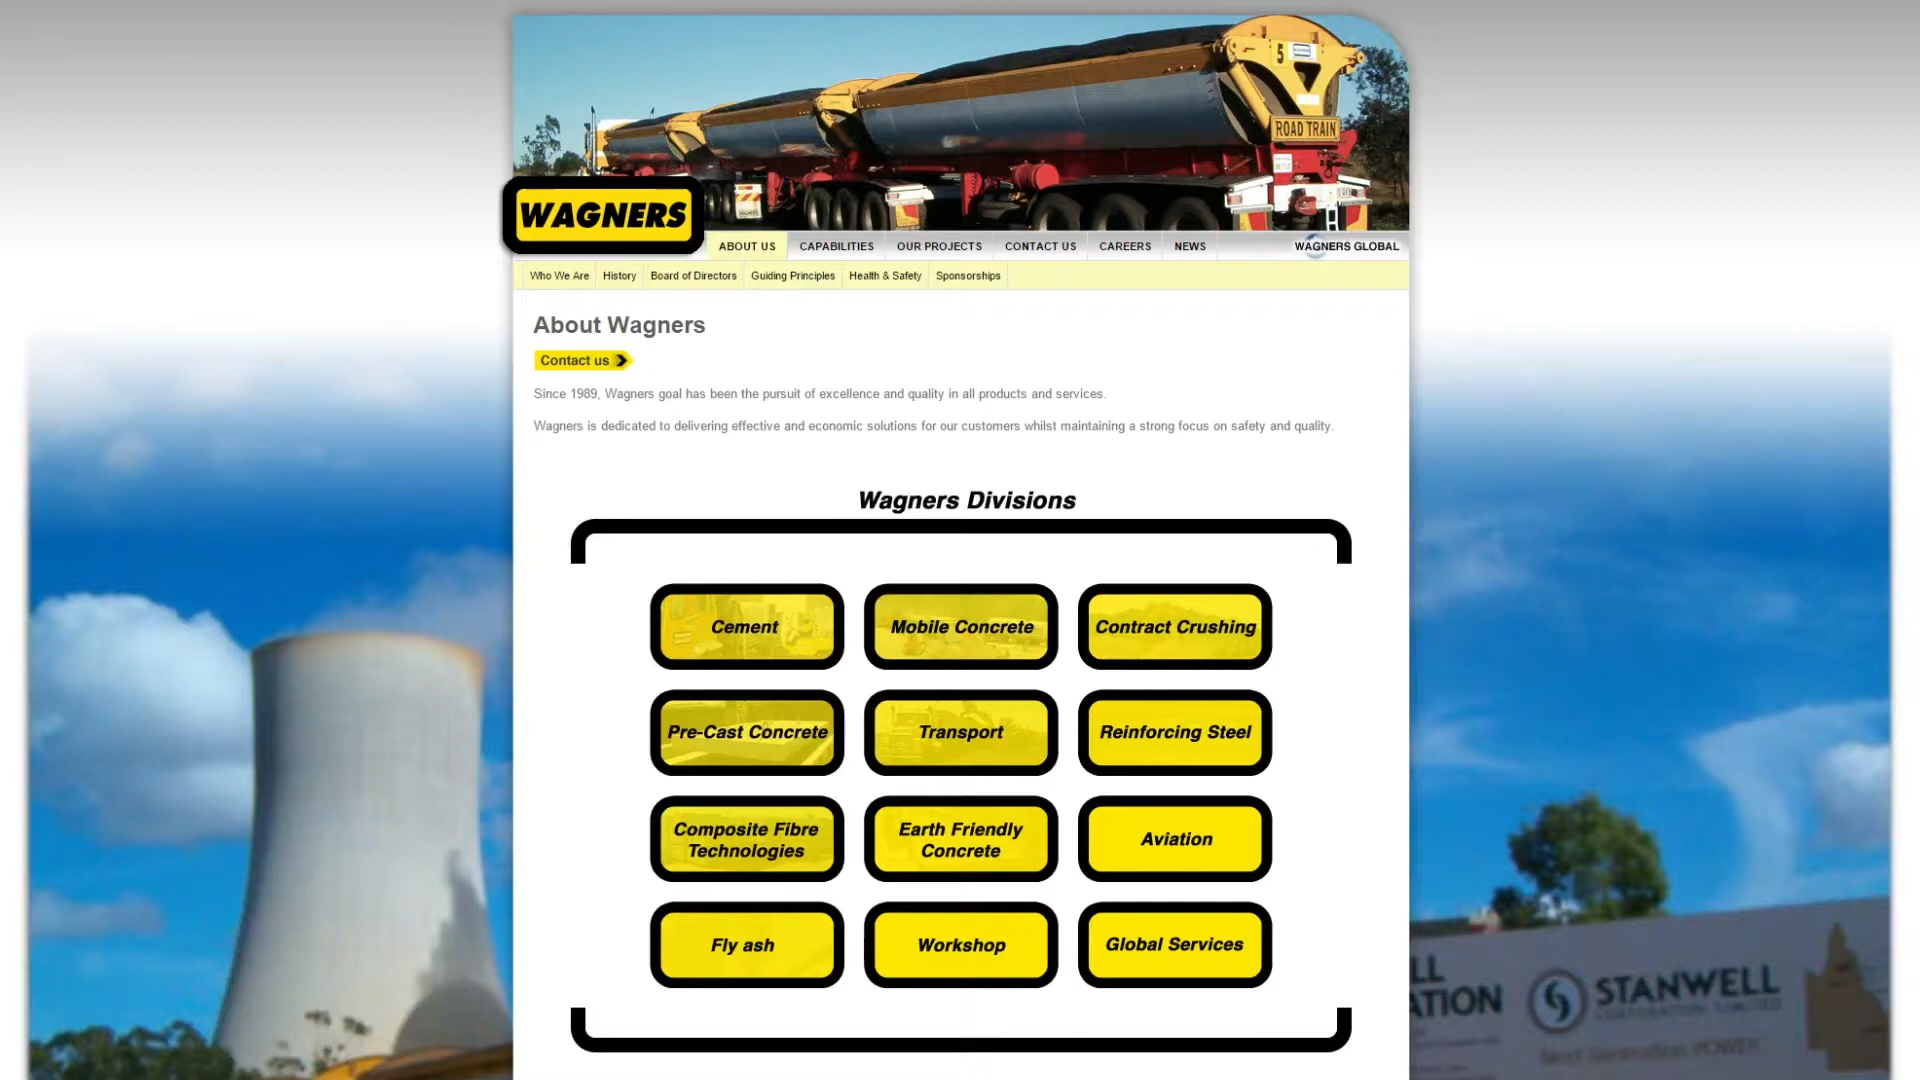 5
ROAD TRAIN
WAGNERS
ABOUT US CAPABILITIES OUR PROJECTS CONTACT US CAREERS NEWS WAGNERS GLOBAL
Who We Are History Board of Directors Guiding Principles Health & Safety Sponsorships
About Wagners
Contact us
Since 1989, Wagners goal has been the pursuit of excellence and quality in all products and services.
Wagners is dedicated to delivering effective and economic solutions for our customers whilst maintaining a strong focus on safety and quality.
Wagners Divisions
Cement Mobile Concrete Contract Crushing
Pre-Cast Concrete Transport Reinforcing Steel
Composite Fibre Technologies
Earth Friendly Concrete
Aviation
Fly ash Workshop Global Services
LL
ATION
STANWELL
CORPORATION LIMITED
Next Generation POWER